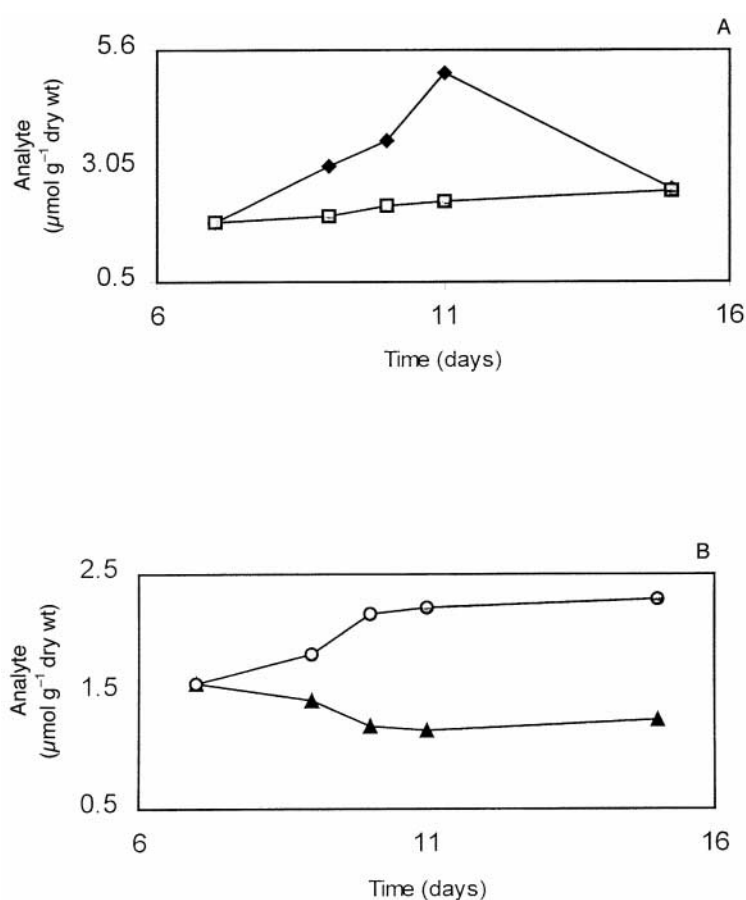 A
5.6
3.05
0.5
Analyte
(µmol g⁻¹ dry wt)
6 11 16
Time (days)
B
2.5
1.5
0.5
Analyte
(µmol g⁻¹ dry wt)
6 11 16
Time (days)